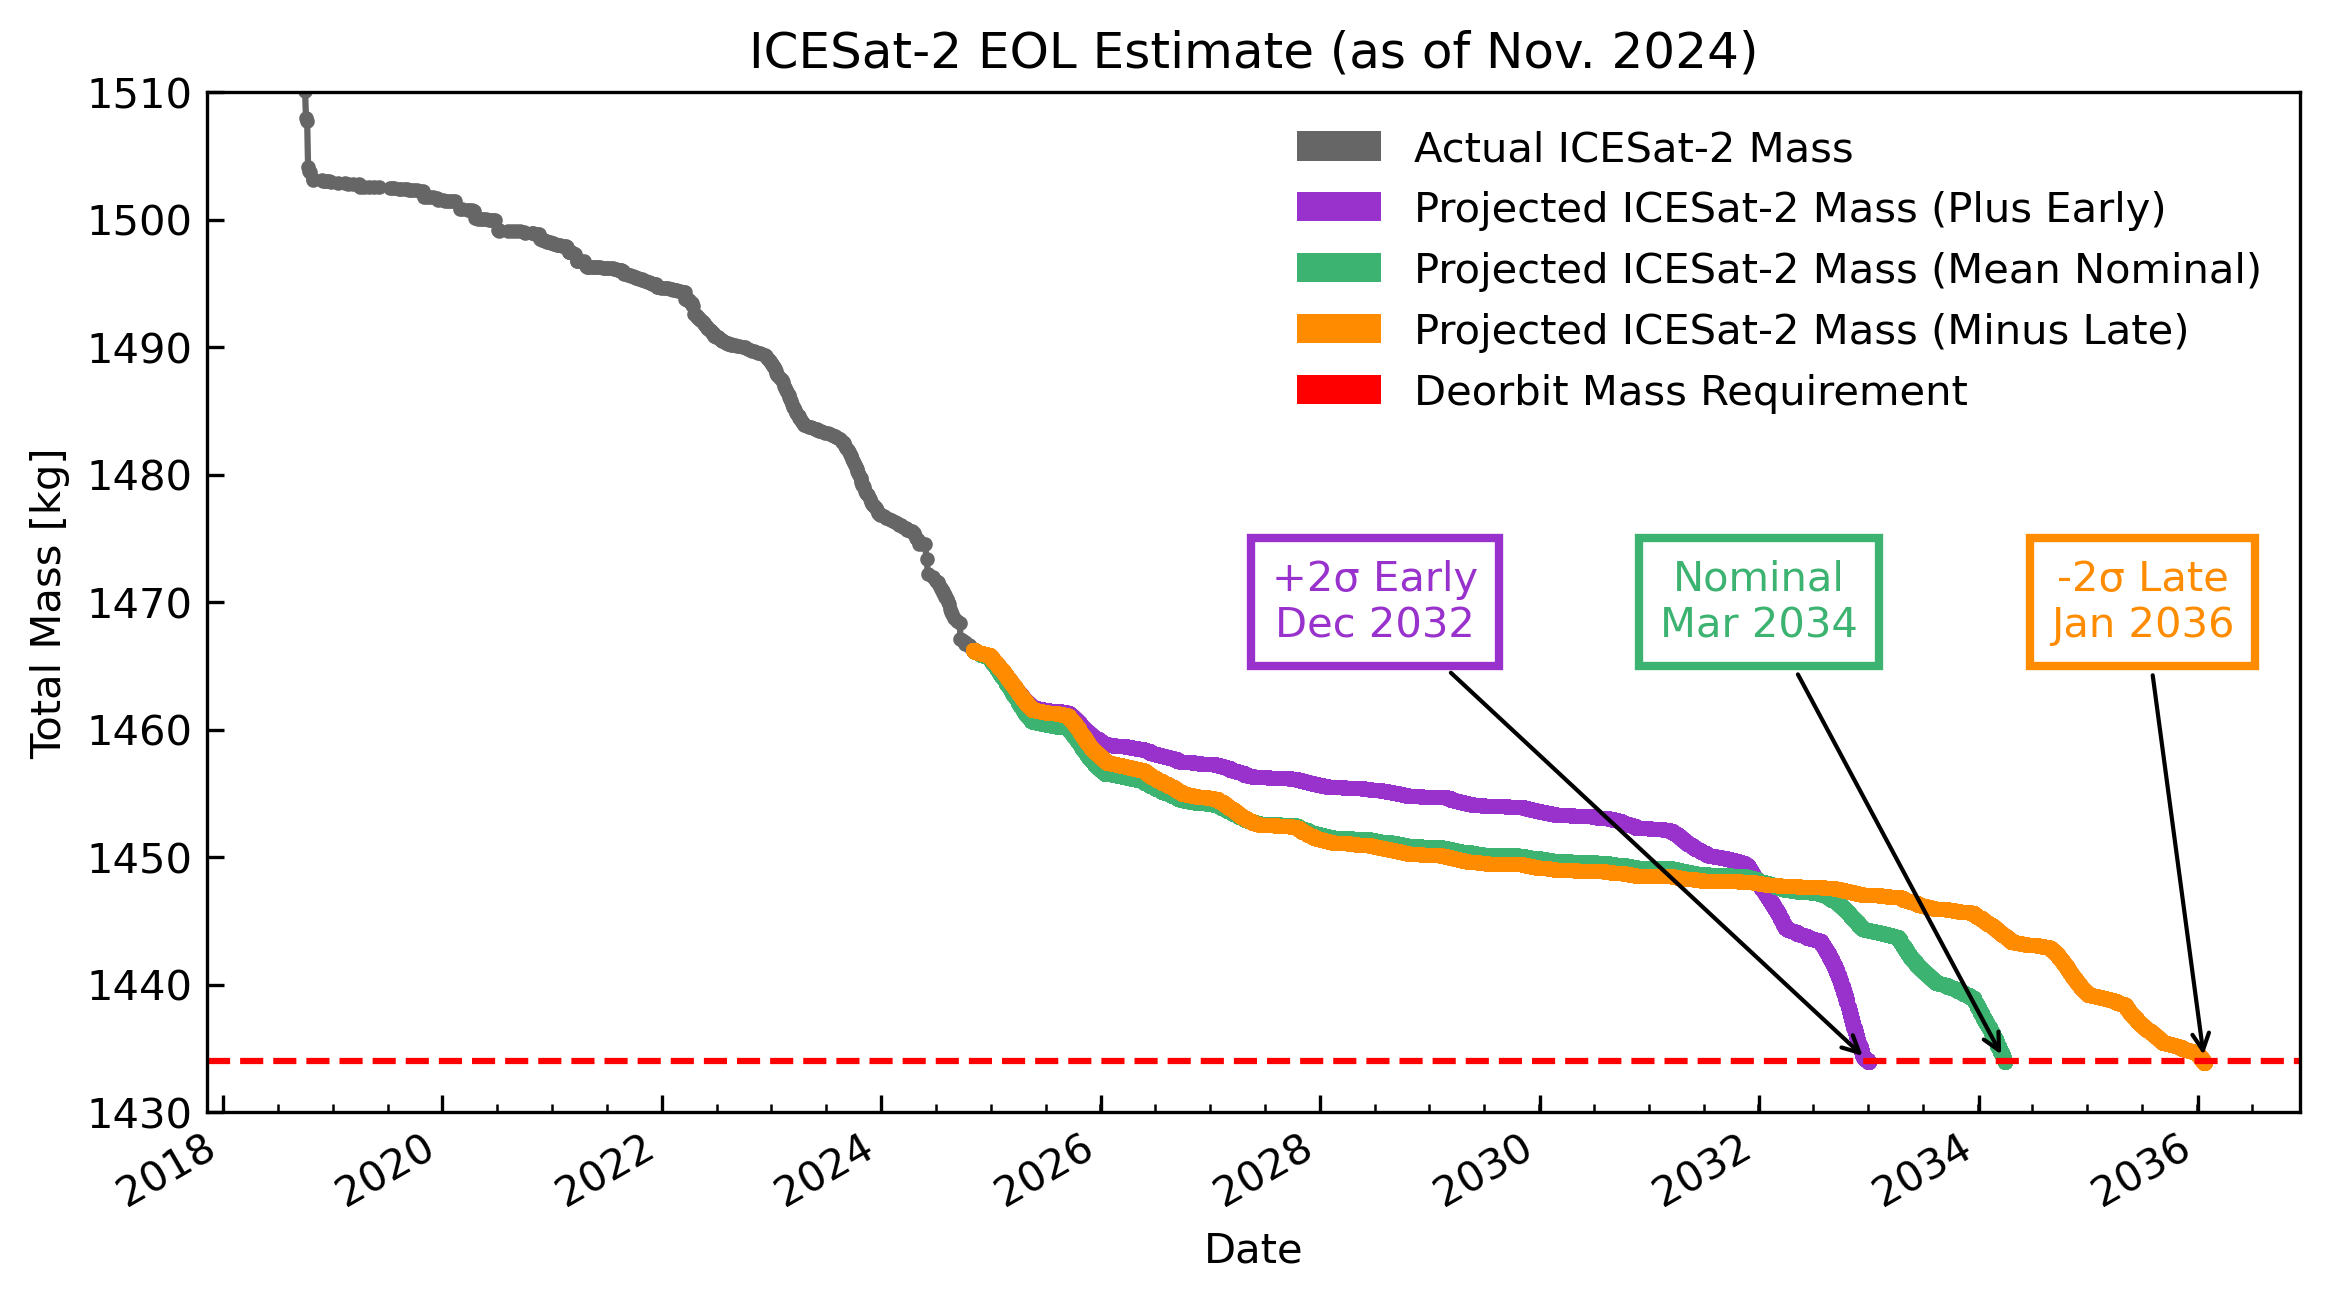 ICESat-2 EOL Estimate (as of Nov. 2024)
Total Mass [kg]
1510
1500
1490
1480
1470
1460
1450
1440
1430
Actual ICESat-2 Mass
Projected ICESat-2 Mass (Plus Early)
Projected ICESat-2 Mass (Mean Nominal)
Projected ICESat-2 Mass (Minus Late)
Deorbit Mass Requirement
+2σ Early
Dec 2032
Nominal
Mar 2034
-2σ Late
Jan 2036
2018
2020
2022
2024
2026
2028
2030
2032
2034
2036
Date